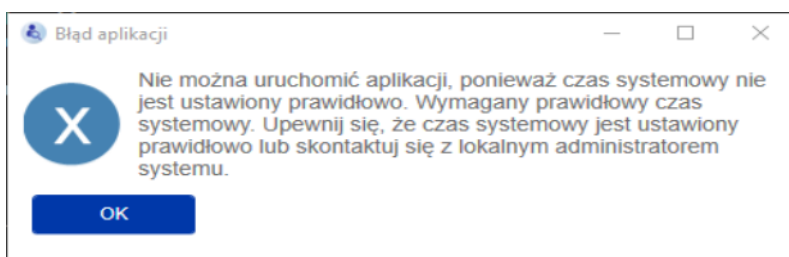 Błąd aplikacji
Nie można uruchomić aplikacji, ponieważ czas systemowy nie
jest ustawiony prawidłowo. Wymagany prawidłowy czas
systemowy. Upewnij się, że czas systemowy jest ustawiony
prawidłowo lub skontaktuj się z lokalnym administratorem
systemu.
OK